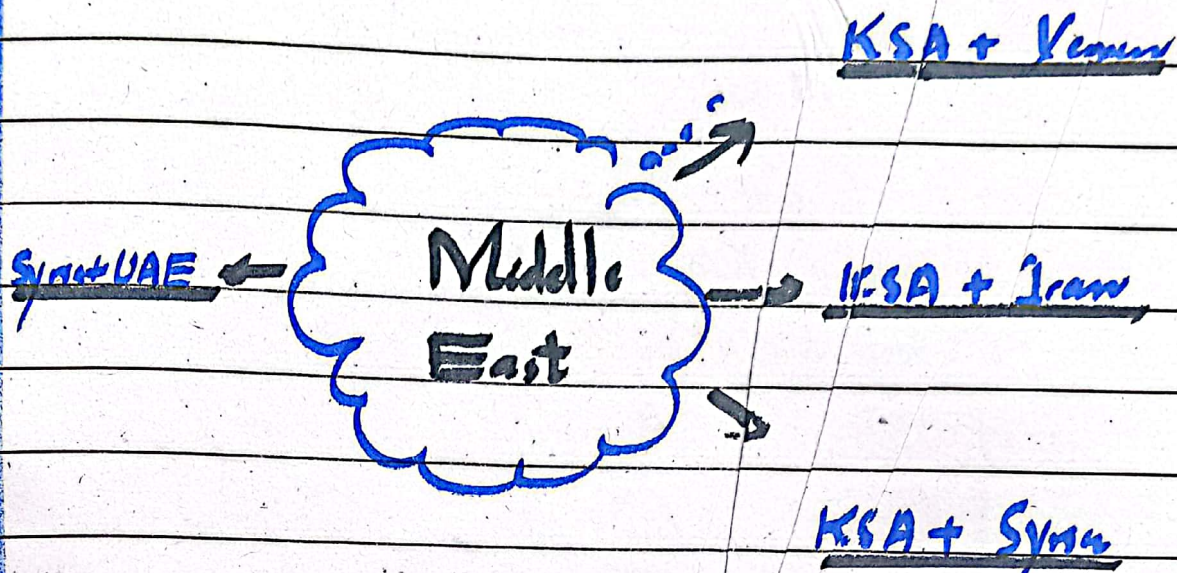 KSA + Yemen
Middle
East
Syria + UAE
KSA + Iran
KSA + Syria